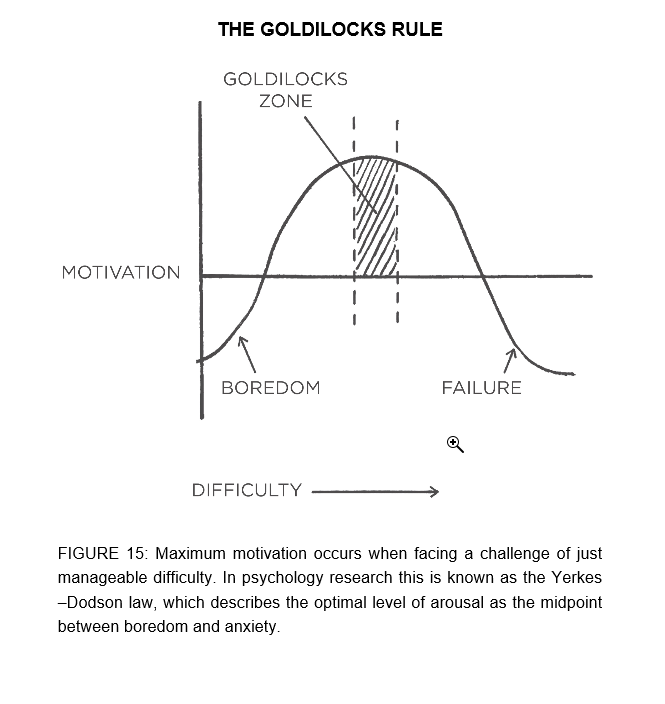 THE GOLDILOCKS RULE
GOLDILOCKS
ZONE
MOTIVATION
BOREDOM
FAILURE
DIFFICULTY
FIGURE 15: Maximum motivation occurs when facing a challenge of just
manageable difficulty. In psychology research this is known as the Yerkes
–Dodson law, which describes the optimal level of arousal as the midpoint
between boredom and anxiety.